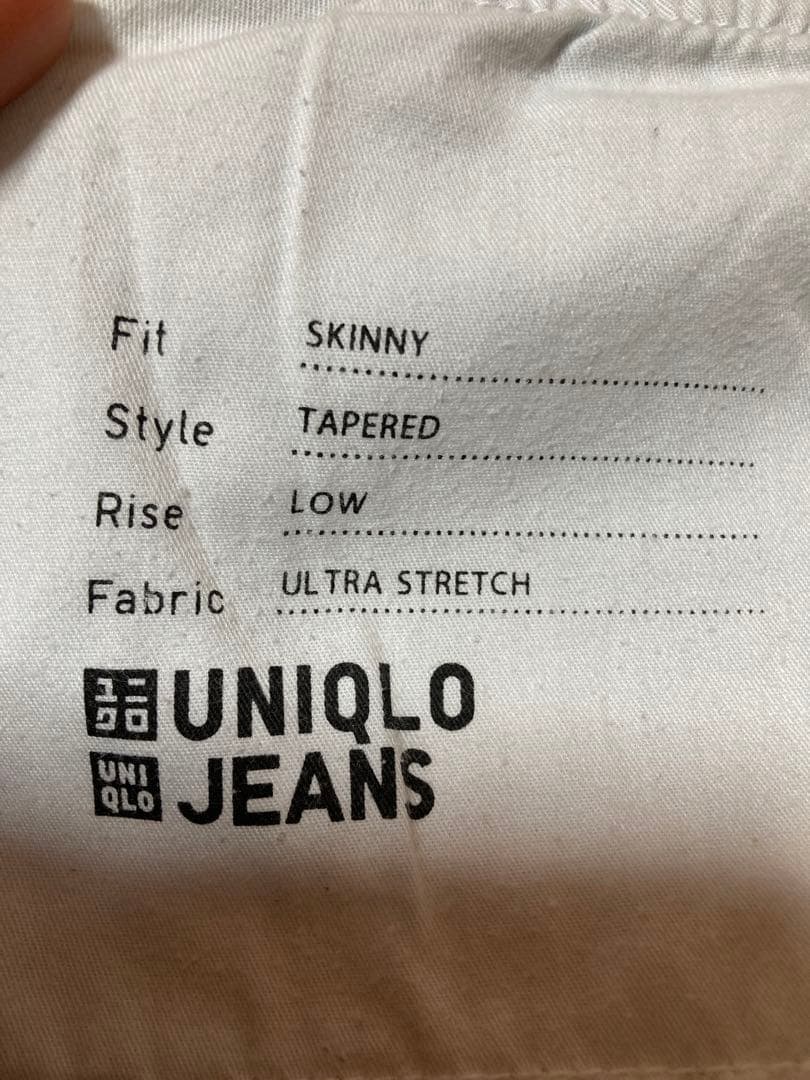 Fit SKINNY
Style TAPERED
Rise LOW
Fabric ULTRA STRETCH
ユニ
クロ
UNIQLO
UNI
QLO
JEANS